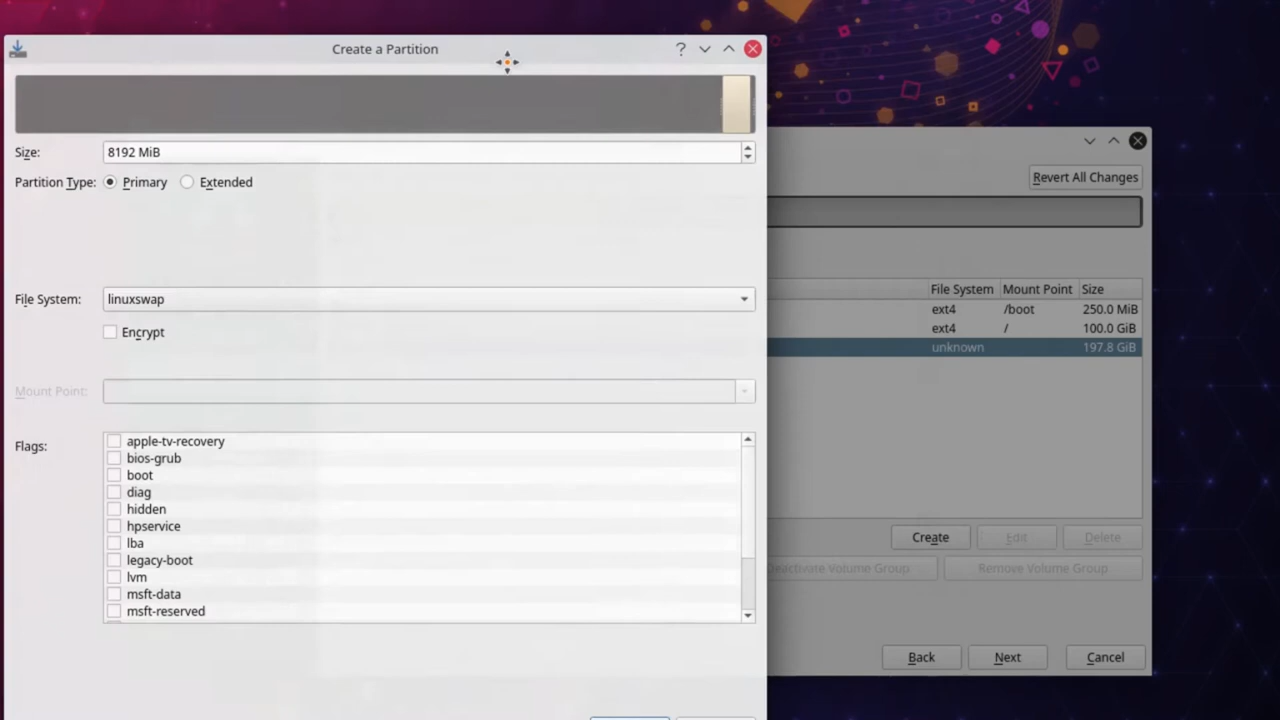 Create a Partition
?
Size: 8192 MiB
Partition Type: Primary Extended
File System: linuxswap
Encrypt
Mount Point:
Flags:
apple-tv-recovery
bios-grub
boot
diag
hidden
hpservice
lba
legacy-boot
lvm
msft-data
msft-reserved
Revert All Changes
File System Mount Point Size
ext4 /boot 250.0 MiB
ext4 / 100.0 GiB
unknown 197.8 GiB
Create Edit Delete
Deactivate Volume Group Remove Volume Group
Back Next Cancel